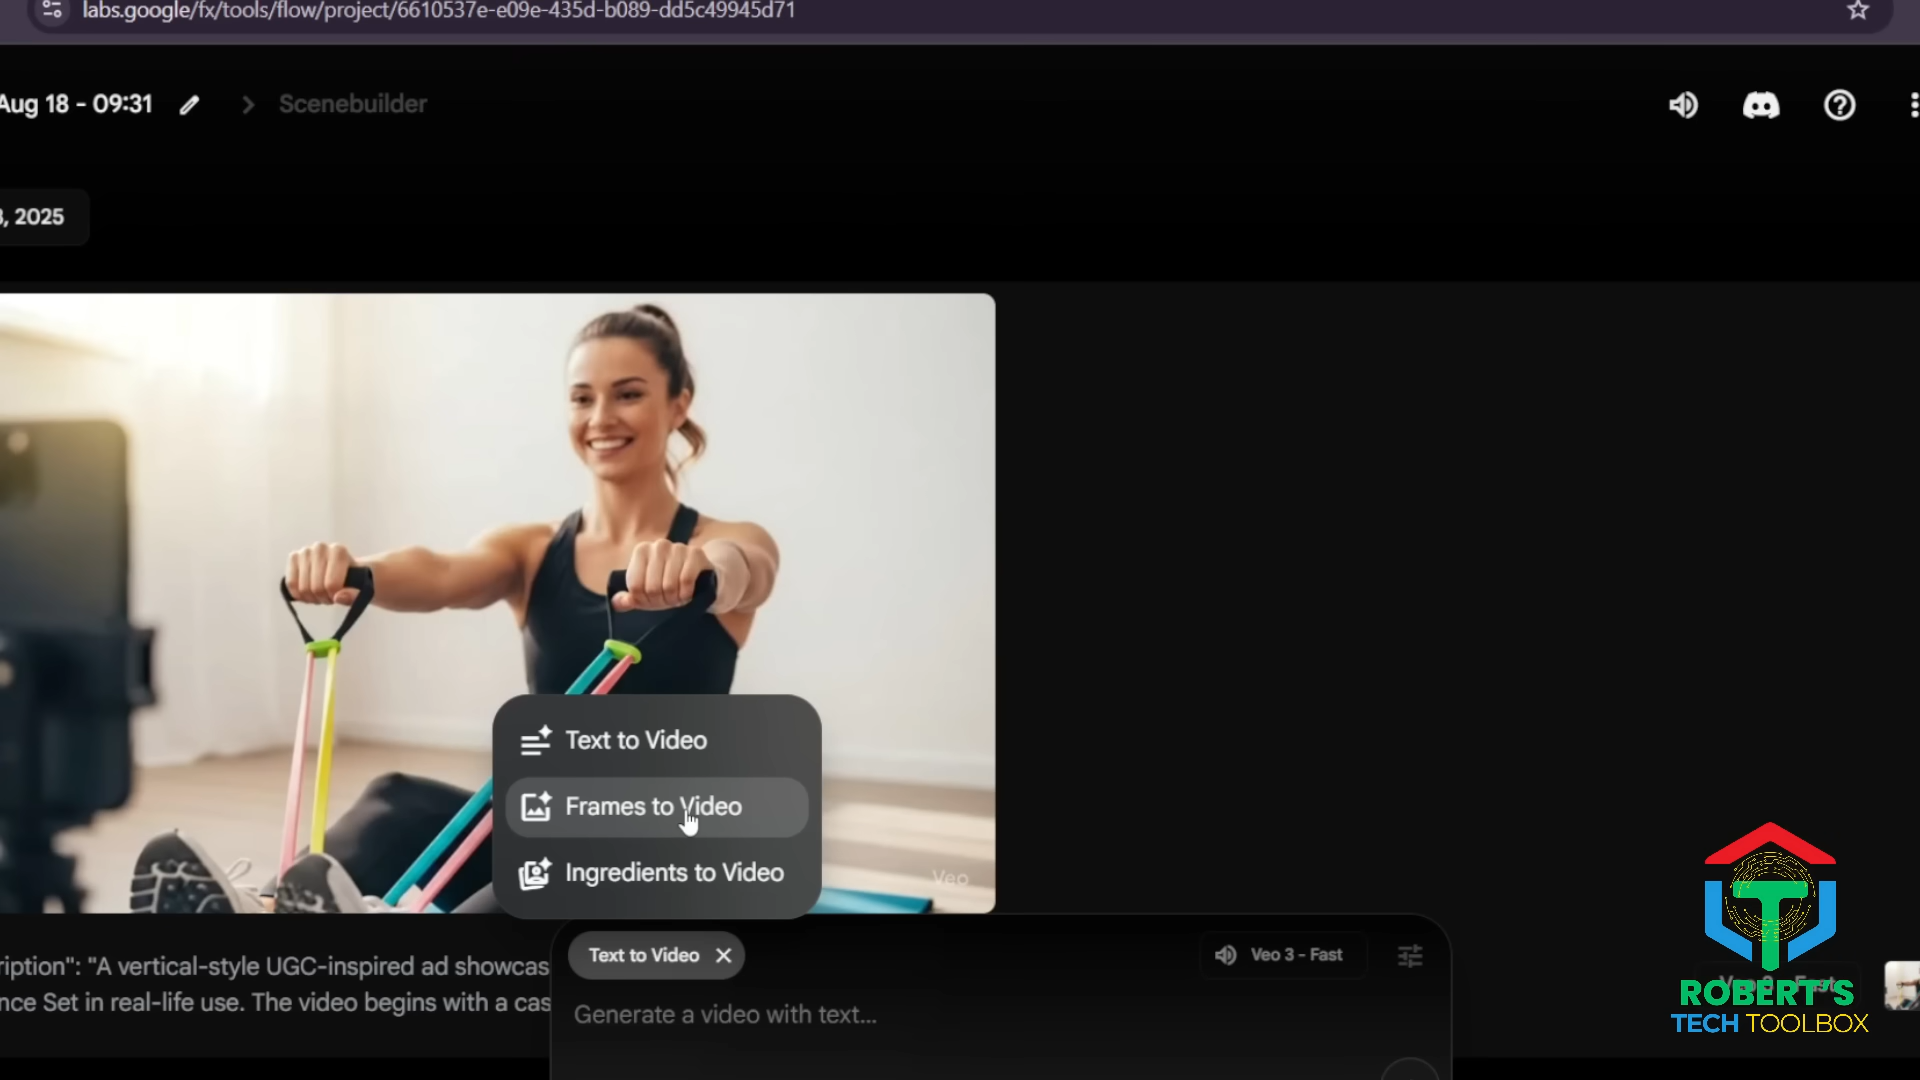 labs.google/fx/tools/flow/project/6610537e-e09e-435d-b089-dd5c49945d71
Aug 18 - 09:31
Scenebuilder
, 2025
Text to Video
Frames to Video
Ingredients to Video
Veo
Text to Video
Veo 3 - Fast
ription": "A vertical-style UGC-inspired ad showcas
nce Set in real-life use. The video begins with a cas
Generate a video with text...
Veo 3 - Fast
ROBERT'S
TECH TOOLBOX